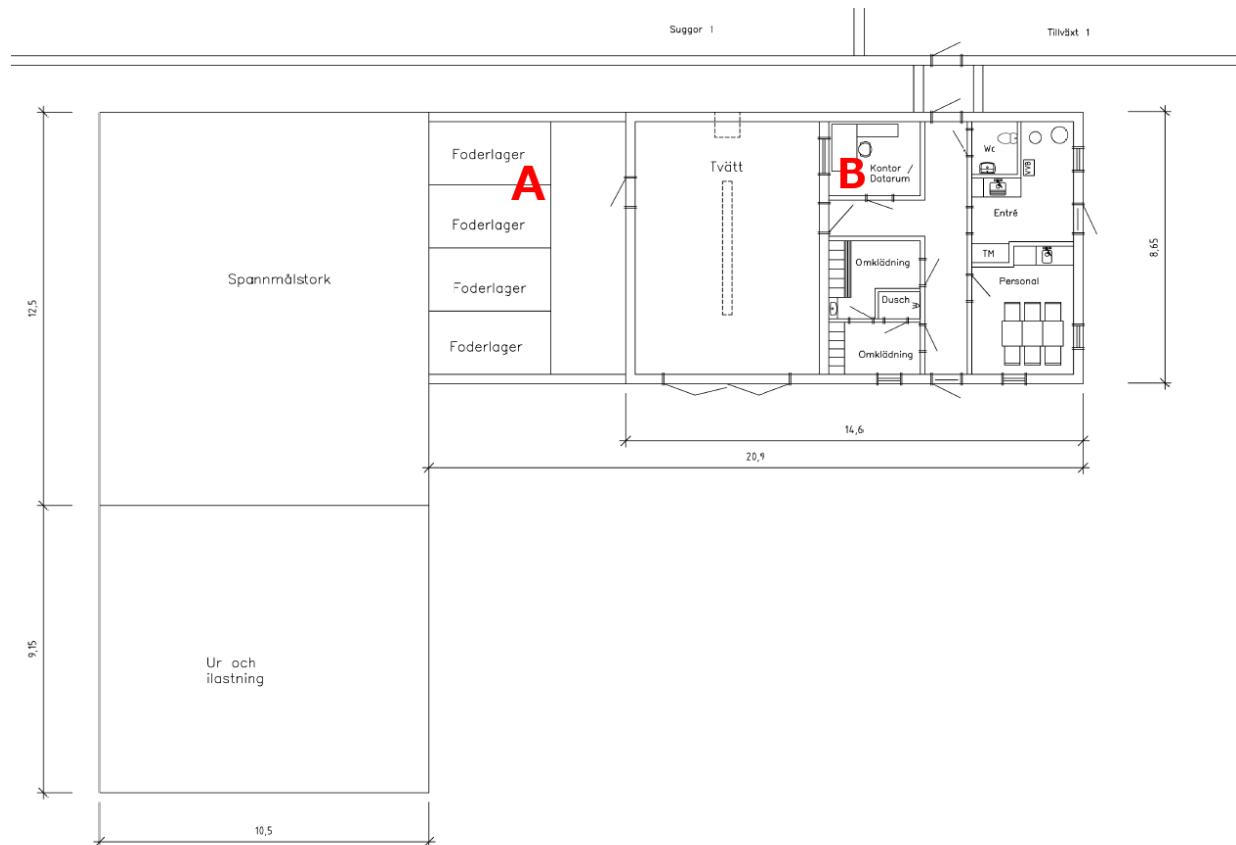 Suggor 1
Tillväxt 1
Foderlager
A
Tvätt
B
Kontor
Datarum
Wc
VVB
Foderlager
Entré
8,65
Spannmålstork
Omklädning
TM
Personal
12,5
Foderlager
Dusch
Foderlager
Omklädning
14,6
20,9
9,15
Ur och
ilastning
10,5